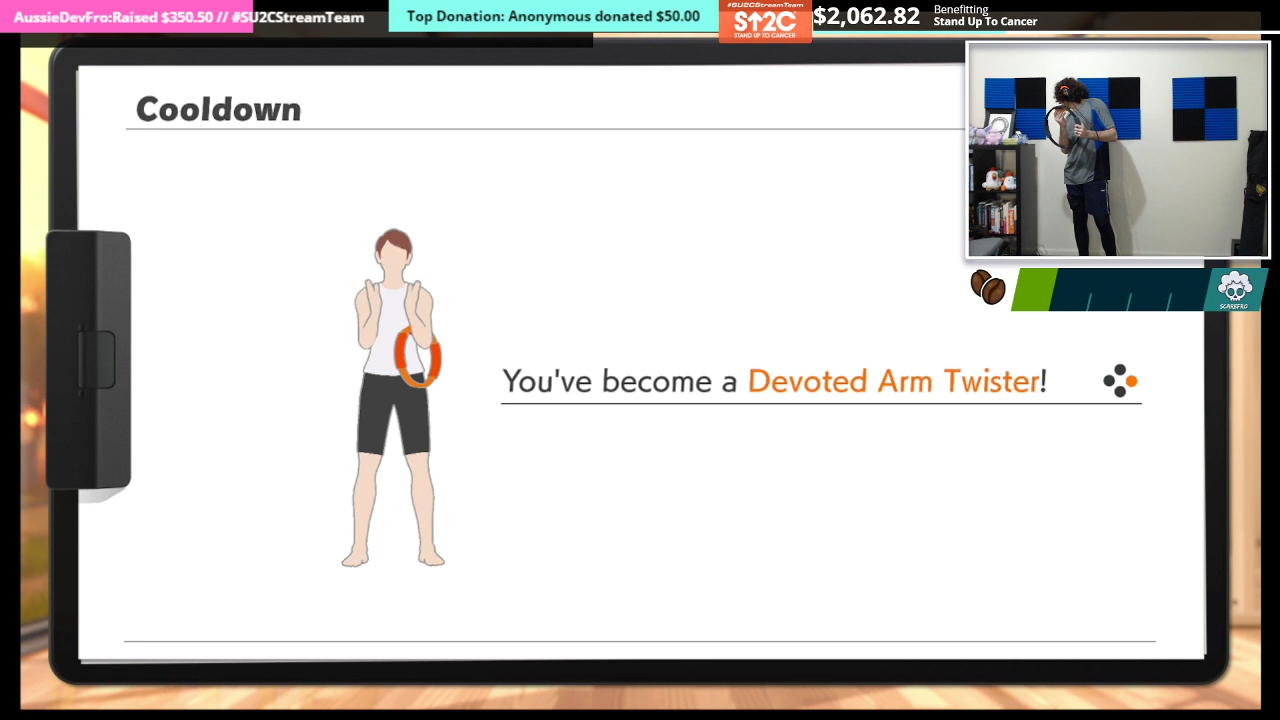 AussieDevFro:Raised $350.50 // #SU2CStreamTeam
Top Donation: Anonymous donated $50.00
#SU2CStreamTeam
SU2C
STAND UP TO CANCER
$2,062.82
Benefitting
Stand Up To Cancer
Cooldown
SCARSFRO
You've become a Devoted Arm Twister!